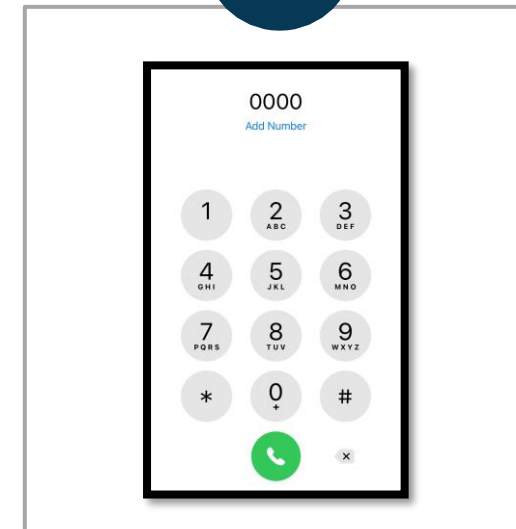 0000
Add Number
1 2 3
ABC DEF
4 5 6
GHI JKL MNO
7 8 9
PQRS TUV WXYZ
* 0 #
+